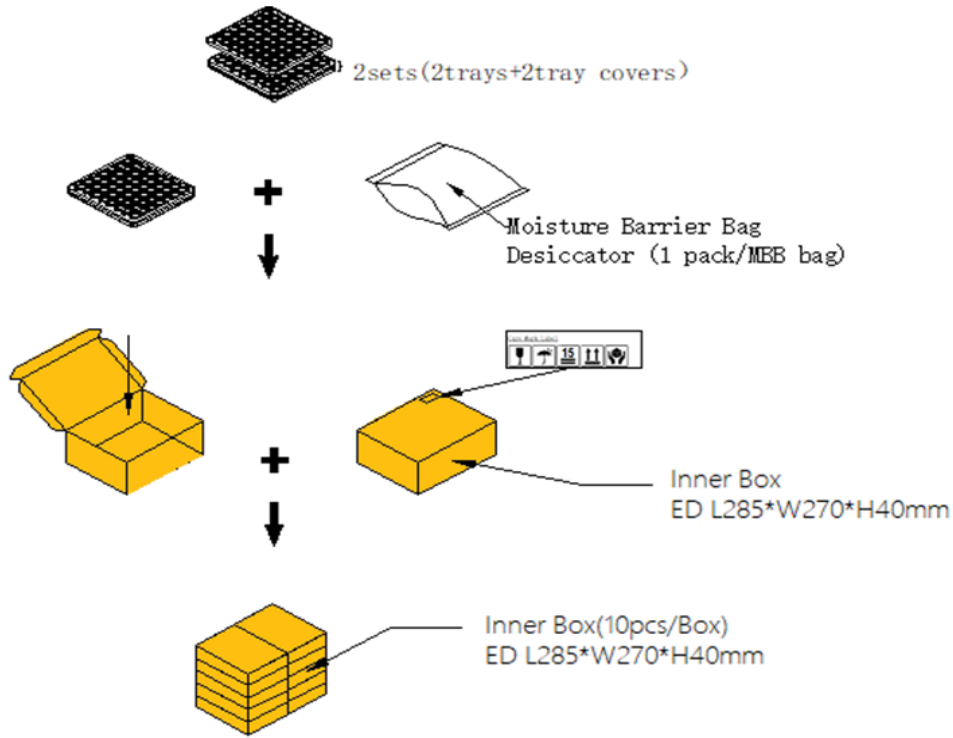 2sets(2trays+2tray covers)
Moisture Barrier Bag
Desiccator (1 pack/MBB bag)
15
Inner Box
ED L285*W270*H40mm
Inner Box(10pcs/Box)
ED L285*W270*H40mm